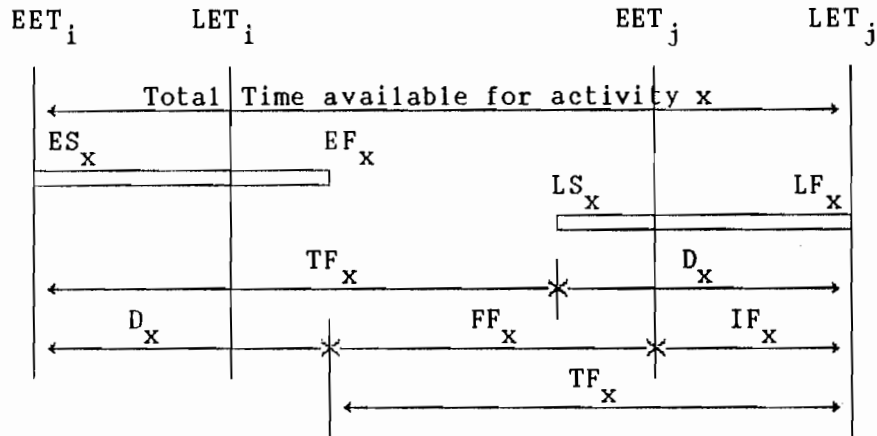 EET_i LET_i EET_j LET_j
Total Time available for activity x
ES_x EF_x
LS_x LF_x
TF_x D_x
D_x FF_x IF_x
TF_x